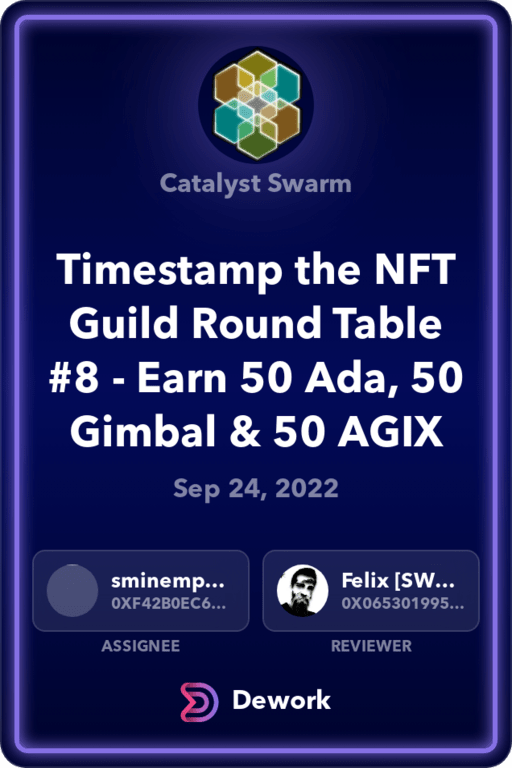 Catalyst Swarm
Timestamp the NFT
Guild Round Table
#8 - Earn 50 Ada, 50
Gimbal & 50 AGIX
Sep 24, 2022
sminemp...
0XF42B0EC6...
ASSIGNEE
Felix [SW...
0X065301995...
REVIEWER
Dework